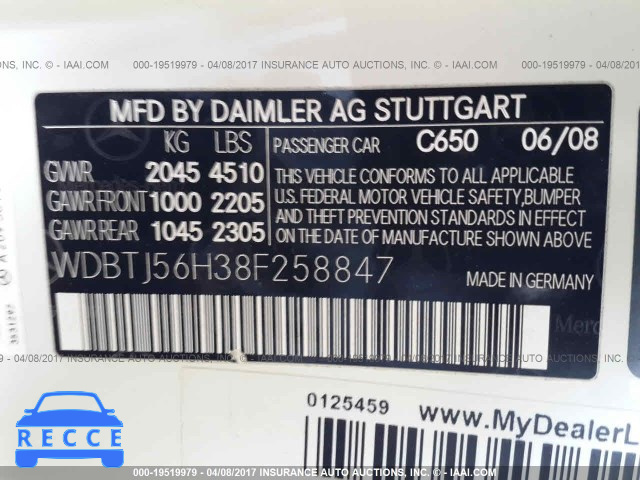 000-19519979 - 04/08/2017 INSURANCE AUTO AUCTIONS, INC. © - IAAI.COM
MFD BY DAIMLER AG STUTTGART
KG LBS PASSENGER CAR C650 06/08
GVWR 2045 4510
GAWR FRONT 1000 2205
GAWR REAR 1045 2305
THIS VEHICLE CONFORMS TO ALL APPLICABLE
U.S. FEDERAL MOTOR VEHICLE SAFETY, BUMPER
AND THEFT PREVENTION STANDARDS
IN EFFECT ON
THE DATE OF MANUFACTURE SHOWN ABOVE.
WDBTJ56H38F258847
MADE IN GERMANY
Merc
0125459
www.MyDealerL
RECCE
000-19519979 - 04/08/2017 INSURANCE AUTO AUCTIONS, INC. © - IAAI.COM